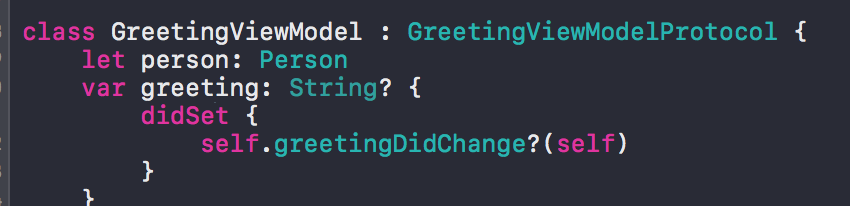 class GreetingViewModel : GreetingViewModelProtocol {
    let person: Person
    var greeting: String? {
        didSet {
            self.greetingDidChange?(self)
        }
    }